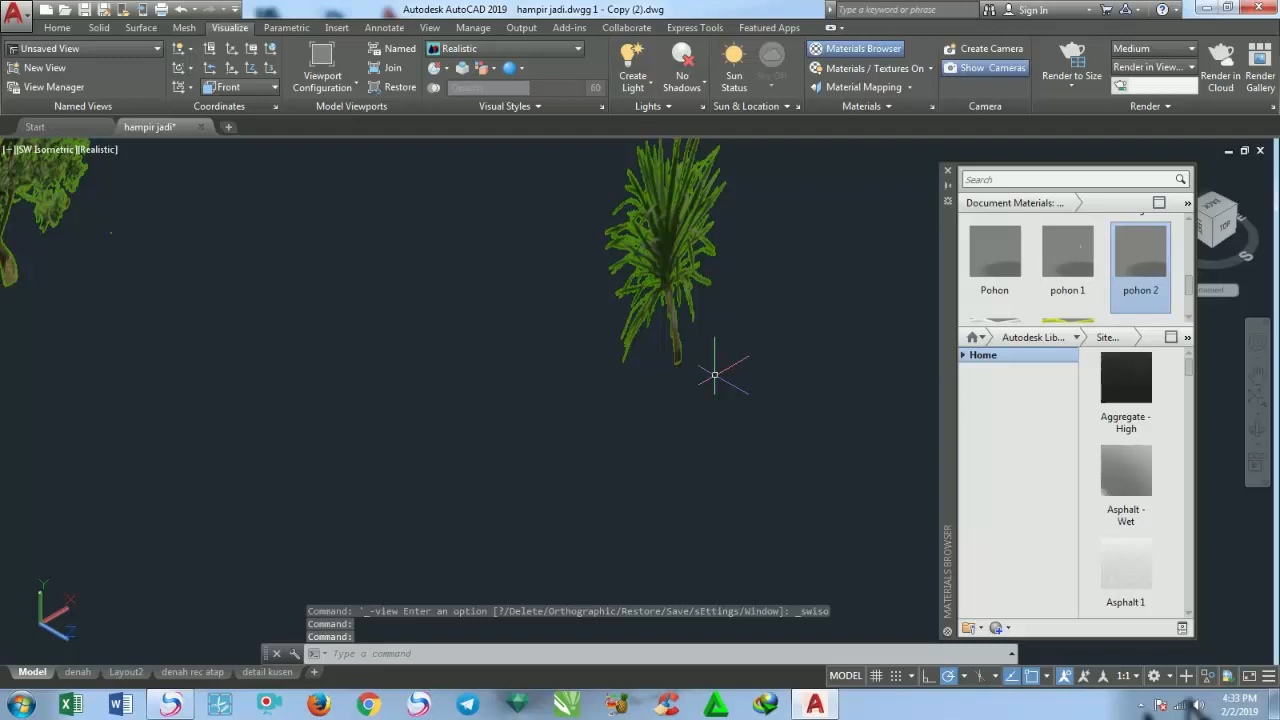 Autodesk AutoCAD 2019 hampir jadi.dwgg 1 - Copy (2).dwg
Type a keyword or phrase
Sign In
Home Solid Surface Mesh Visualize Parametric Insert Annotate View Manage Output Add-ins Collaborate Express Tools Featured Apps
Unsaved View
New View
View Manager
Named Views
Front
Coordinates
Viewport
Configuration
Named
Join
Restore
Model Viewports
Realistic
Opacity 60
Visual Styles
Create
Light
No
Shadows
Lights
Sun
Status
Sky Off
Sun & Location
Materials Browser
Materials / Textures On
Material Mapping
Materials
Create Camera
Show Cameras
Camera
Render to Size
Medium
Render in View...
Render in
Cloud
Render
Gallery
Render
Start
hampir jadi*
[−][SW Isometric][Realistic]
Search
Document Materials: ...
Pohon
pohon 1
pohon 2
Autodesk Lib...
Site...
Home
Aggregate -
High
Asphalt -
Wet
Asphalt 1
MATERIALS BROWSER
TOP
S
Y
X
Z
Command: '_-view Enter an option [?/Delete/Orthographic/Restore/Save/sEttings/Window]: _swiso
Command:
Command:
Type a command
Model denah Layout2 denah rec atap detail kusen
MODEL
1:1
4:33 PM
2/2/2019